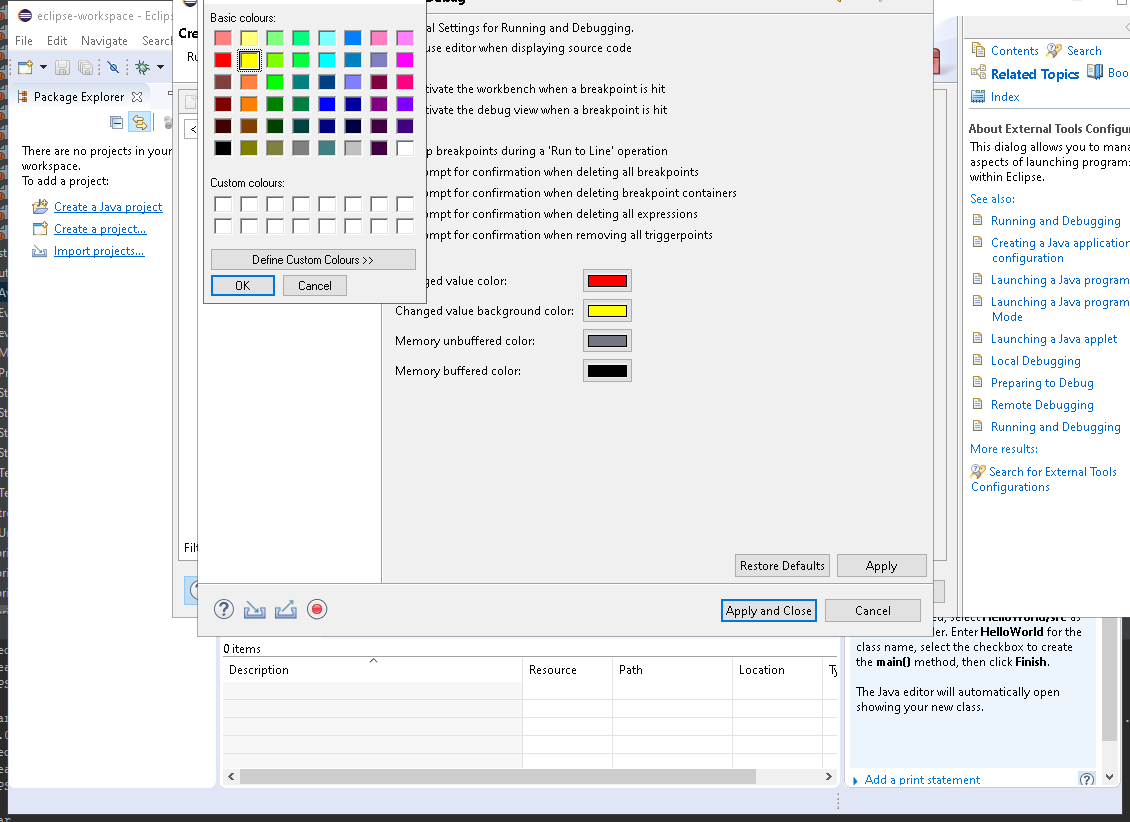 eclipse-workspace - Eclips
File Edit Navigate Search
Package Explorer
There are no projects in your
workspace.
To add a project:
Create a Java project
Create a project...
Import projects...
Cre
Ru
<
Filt
Basic colours:
Custom colours:
Define Custom Colours >>
OK Cancel
Debug
al Settings for Running and Debugging.
use editor when displaying source code
tivate the workbench when a breakpoint is hit
tivate the debug view when a breakpoint is hit
p breakpoints during a 'Run to Line' operation
ompt for confirmation when deleting all breakpoints
ompt for confirmation when deleting breakpoint containers
ompt for confirmation when deleting all expressions
ompt for confirmation when removing all triggerpoints
ged value color:
Changed value background color:
Memory unbuffered color:
Memory buffered color:
Restore Defaults Apply
Apply and Close Cancel
Contents Search
Related Topics Boo
Index
About External Tools Configur
This dialog allows you to mana
aspects of launching program
within Eclipse.
See also:
Running and Debugging
Creating a Java application
configuration
Launching a Java program
Launching a Java program
Mode
Launching a Java applet
Local Debugging
Preparing to Debug
Remote Debugging
Running and Debugging
More results:
Search for External Tools
Configurations
0 items
Description Resource Path Location Ty
ed, select HelloWorld/src as
der. Enter HelloWorld for the
class name, select the checkbox to create
the main() method, then click Finish.
The Java editor will automatically open
showing your new class.
Add a print statement